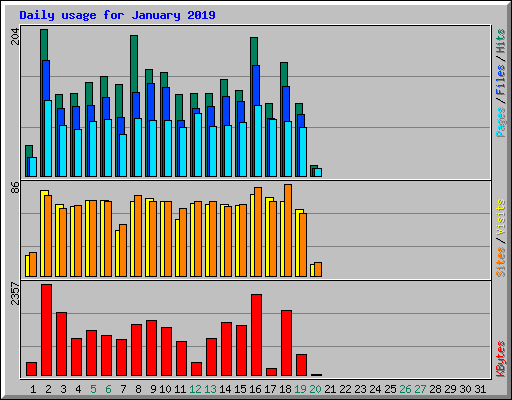 Daily usage for January 2019
204
Pages / Files / Hits
86
Sites / Visits
2357
KBytes
1 2 3 4 5 6 7 8 9 10 11 12 13 14 15 16 17 18 19 20 21 22 23 24 25 26 27 28 29 30 31